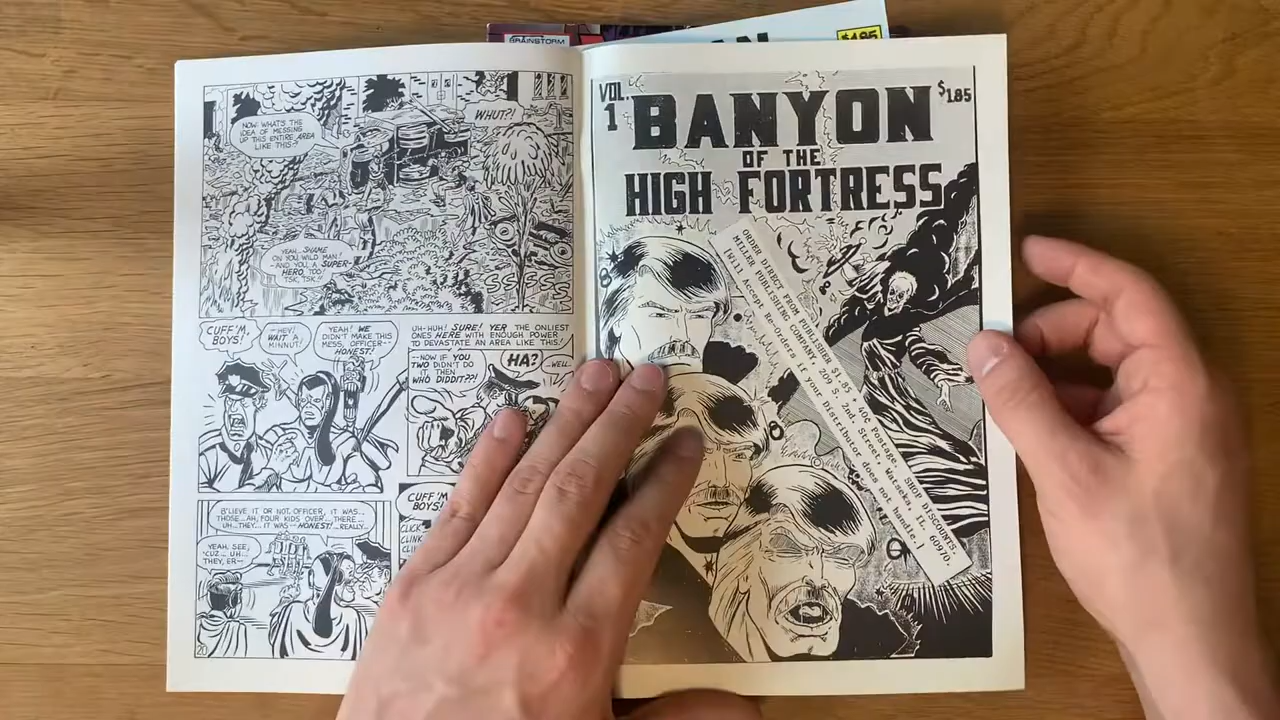 BRAINSTORM
$4.95
NOW WHAT'S THE
IDEA OF MESSING
UP THIS ENTIRE AREA
LIKE THIS?
WHUT?!
YEAH, SHAME
ON YOU, WILD MAN!
AND YOU A SUPER-
HERO, TOO!
TSK, TSK!
CUFF 'M,
BOYS!
-HEY!
WAIT A
MINNUT!
YEAH! WE
DIDN'T MAKE THIS
MESS, OFFICER--
HONEST!
UH-HUH! SURE! YER THE ONLIEST
ONES HERE WITH ENOUGH POWER
TO DEVASTATE AN AREA LIKE THIS!
--NOW IF YOU
TWO DIDN'T DO
IT, THEN
WHO DIDDIT??!
HA?
-WELL-
B'LIEVE IT OR NOT, OFFICER, IT WAS...
THOSE...AH, FOUR KIDS OVER...THERE...
UH...THEY...IT WAS--HONEST!...REALLY...
YEAH, SEE,
'CUZ...UH...
THEY, ER--
CUFF 'M
BOYS!
CLICK
CLINK
20
VOL.
1
BANYON
$1.85
OF THE
HIGH FORTRESS
ORDER DIRECT FROM PUBLISHER $1.85 + 40¢ Postage SHOP DISCOUNTS.
MILLER PUBLISHING COMPANY, 209 S. 2nd. Street, Watseka IL. 60970.
(Will Accept Re-Orders if your Distributor does not handle.)